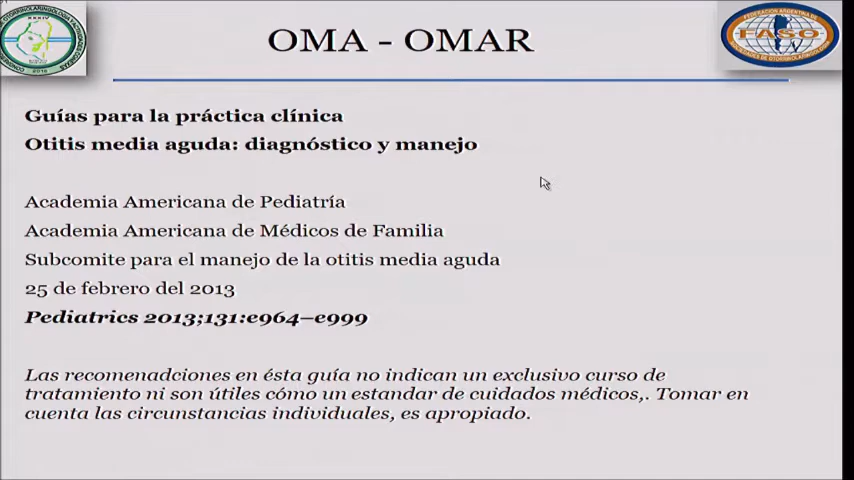 OMA - OMAR
FASO
Guías para la práctica clínica
Otitis media aguda: diagnóstico y manejo
Academia Americana de Pediatría
Academia Americana de Médicos de Familia
Subcomite para el manejo de la otitis media aguda
25 de febrero del 2013
Pediatrics 2013;131:e964–e999
Las recomenadciones en ésta guía no indican un exclusivo curso de
tratamiento ni son útiles cómo un estandar de cuidados médicos,. Tomar en
cuenta las circunstancias individuales, es apropiado.